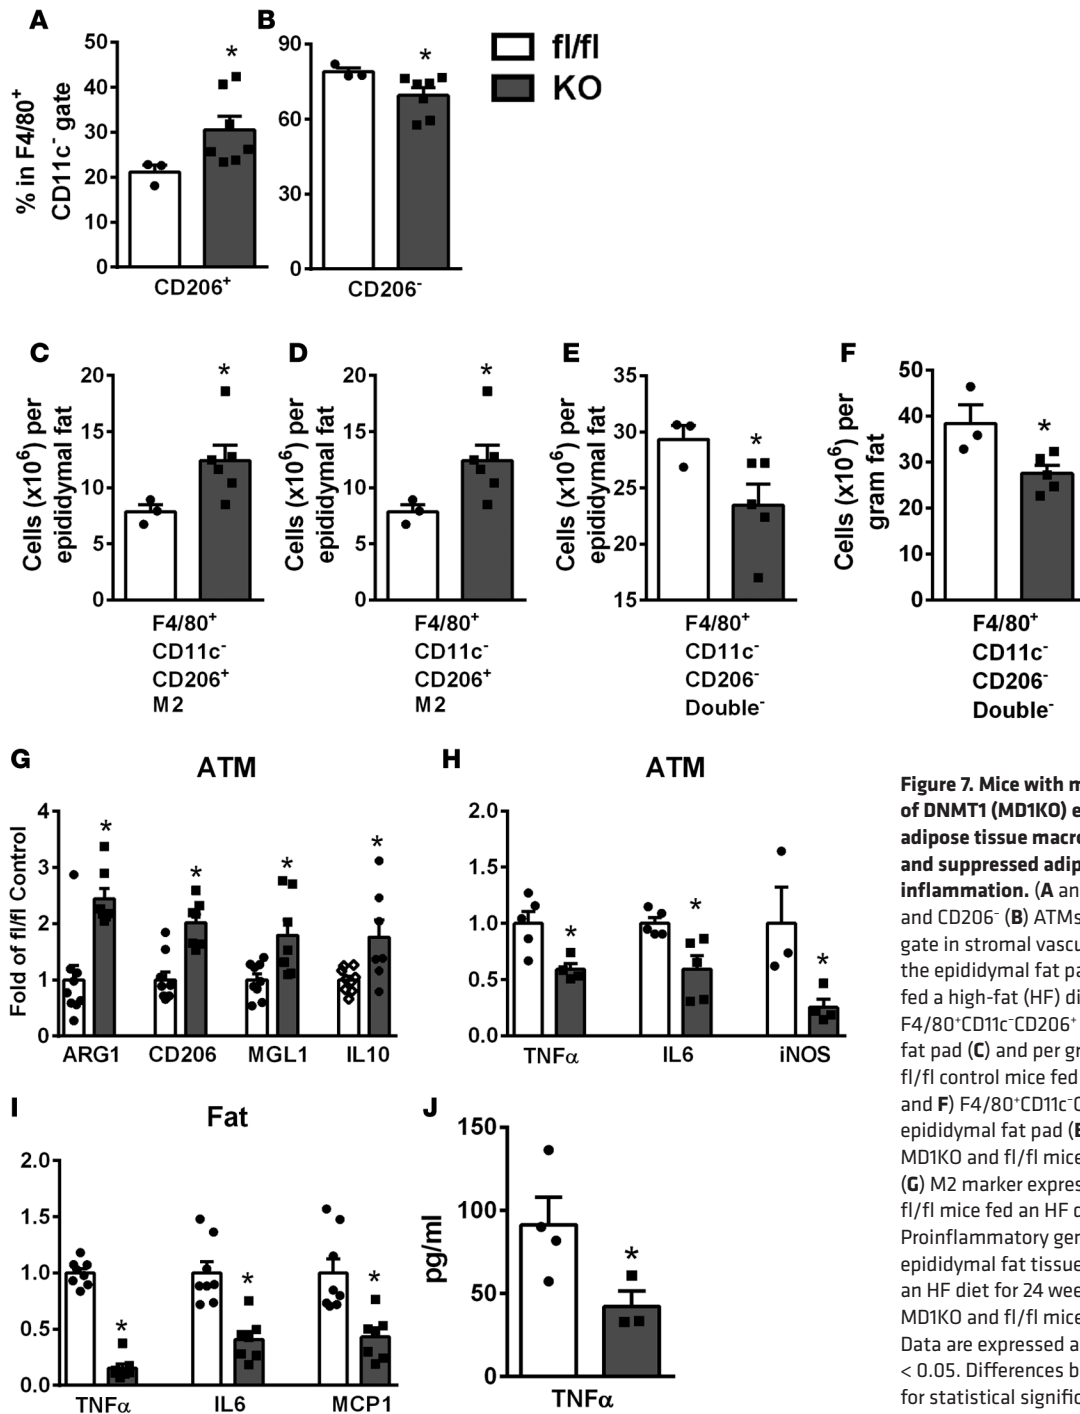 A
B
fl/fl
KO
% in F4/80+
CD11c- gate
50
40
30
20
10
0
*
CD206+
90
60
30
0
*
CD206-
C
D
E
F
Cells (x10^6) per
epididymal fat
20
15
10
5
0
*
F4/80+
CD11c-
CD206+
M2
Cells (x10^6) per
epididymal fat
20
15
10
5
0
*
F4/80+
CD11c-
CD206+
M2
Cells (x10^6) per
epididymal fat
35
30
25
20
15
*
F4/80+
CD11c-
CD206-
Double-
Cells (x10^6) per
gram fat
50
40
30
20
10
0
*
F4/80+
CD11c-
CD206-
Double-
G
ATM
Fold of fl/fl Control
4
3
2
1
0
* * * *
ARG1 CD206 MGL1 IL10
H
ATM
2.0
1.5
1.0
0.5
0.0
* * *
TNFα IL6 iNOS
I
Fat
2.0
1.5
1.0
0.5
0.0
* * *
TNFα IL6 MCP1
J
pg/ml
150
100
50
0
*
TNFα
Figure 7. Mice with m
of DNMT1 (MD1KO) e
adipose tissue macro
and suppressed adip
inflammation. (A an
and CD206- (B) ATMs
gate in stromal vascu
the epididymal fat pa
fed a high-fat (HF) di
F4/80+CD11c-CD206+
fat pad (C) and per gr
fl/fl control mice fed
and F) F4/80+CD11c-C
epididymal fat pad (E
MD1KO and fl/fl mice
(G) M2 marker expres
fl/fl mice fed an HF d
Proinflammatory gen
epididymal fat tissue
an HF diet for 24 wee
MD1KO and fl/fl mice
Data are expressed a
< 0.05. Differences b
for statistical signific